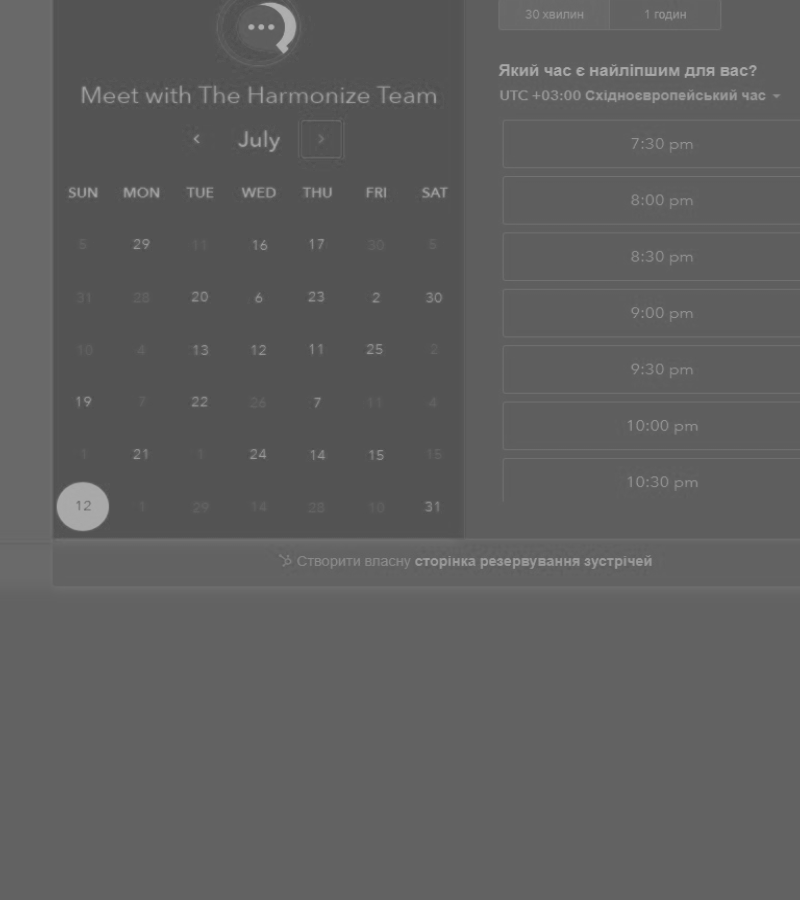 30 хвилин 1 годин
Який час є найліпшим для вас?
UTC +03:00 Східноєвропейський час
Meet with The Harmonize Team
July
SUN MON TUE WED THU FRI SAT
5 29 11 16 17 30 5
31 28 20 6 23 2 30
10 4 13 12 11 25 2
19 7 22 26 7 11 4
1 21 1 24 14 15 15
12 1 29 14 28 10 31
7:30 pm
8:00 pm
8:30 pm
9:00 pm
9:30 pm
10:00 pm
10:30 pm
Створити власну сторінка резервування зустрічей